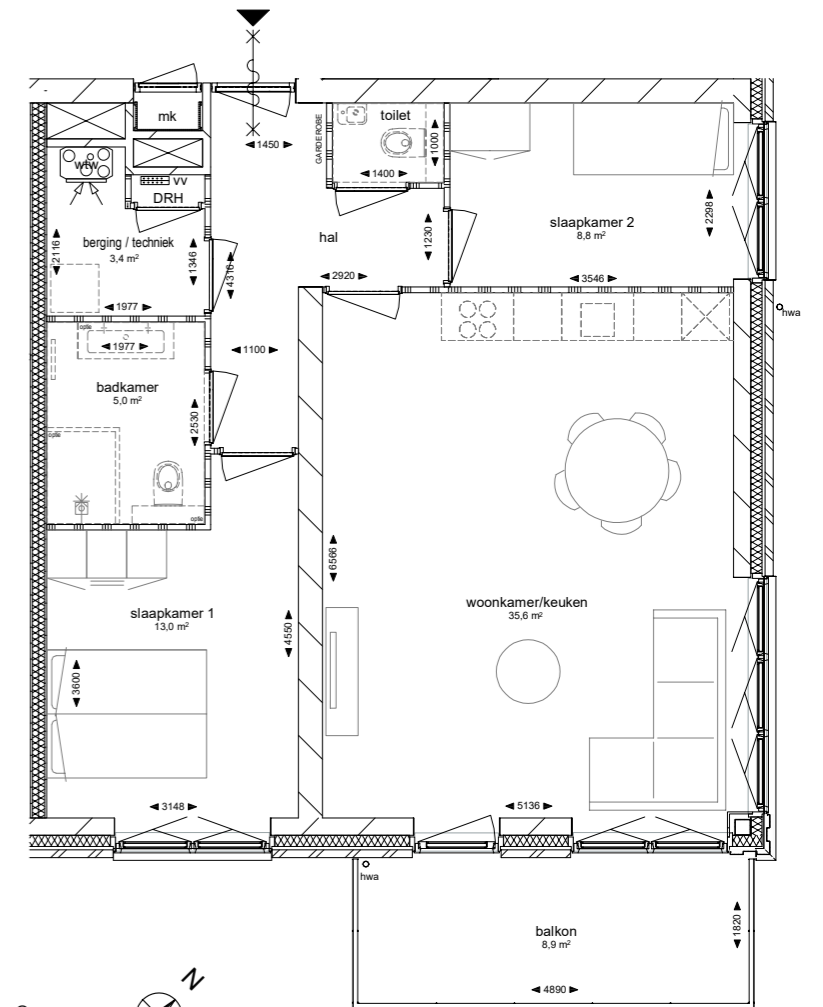 mk
toilet
GARDEROBE
1450
1000
1400
wtw
VV
DRH
slaapkamer 2
8,8 m²
2298
hal
1230
berging / techniek
3,4 m²
2116
1346
4316
2920
3546
1977
hwa
optie
1977
1100
badkamer
5,0 m²
2530
optie
optie
6566
slaapkamer 1
13,0 m²
woonkamer/keuken
35,6 m²
4550
3600
3148
5136
hwa
balkon
8,9 m²
1820
4890
N